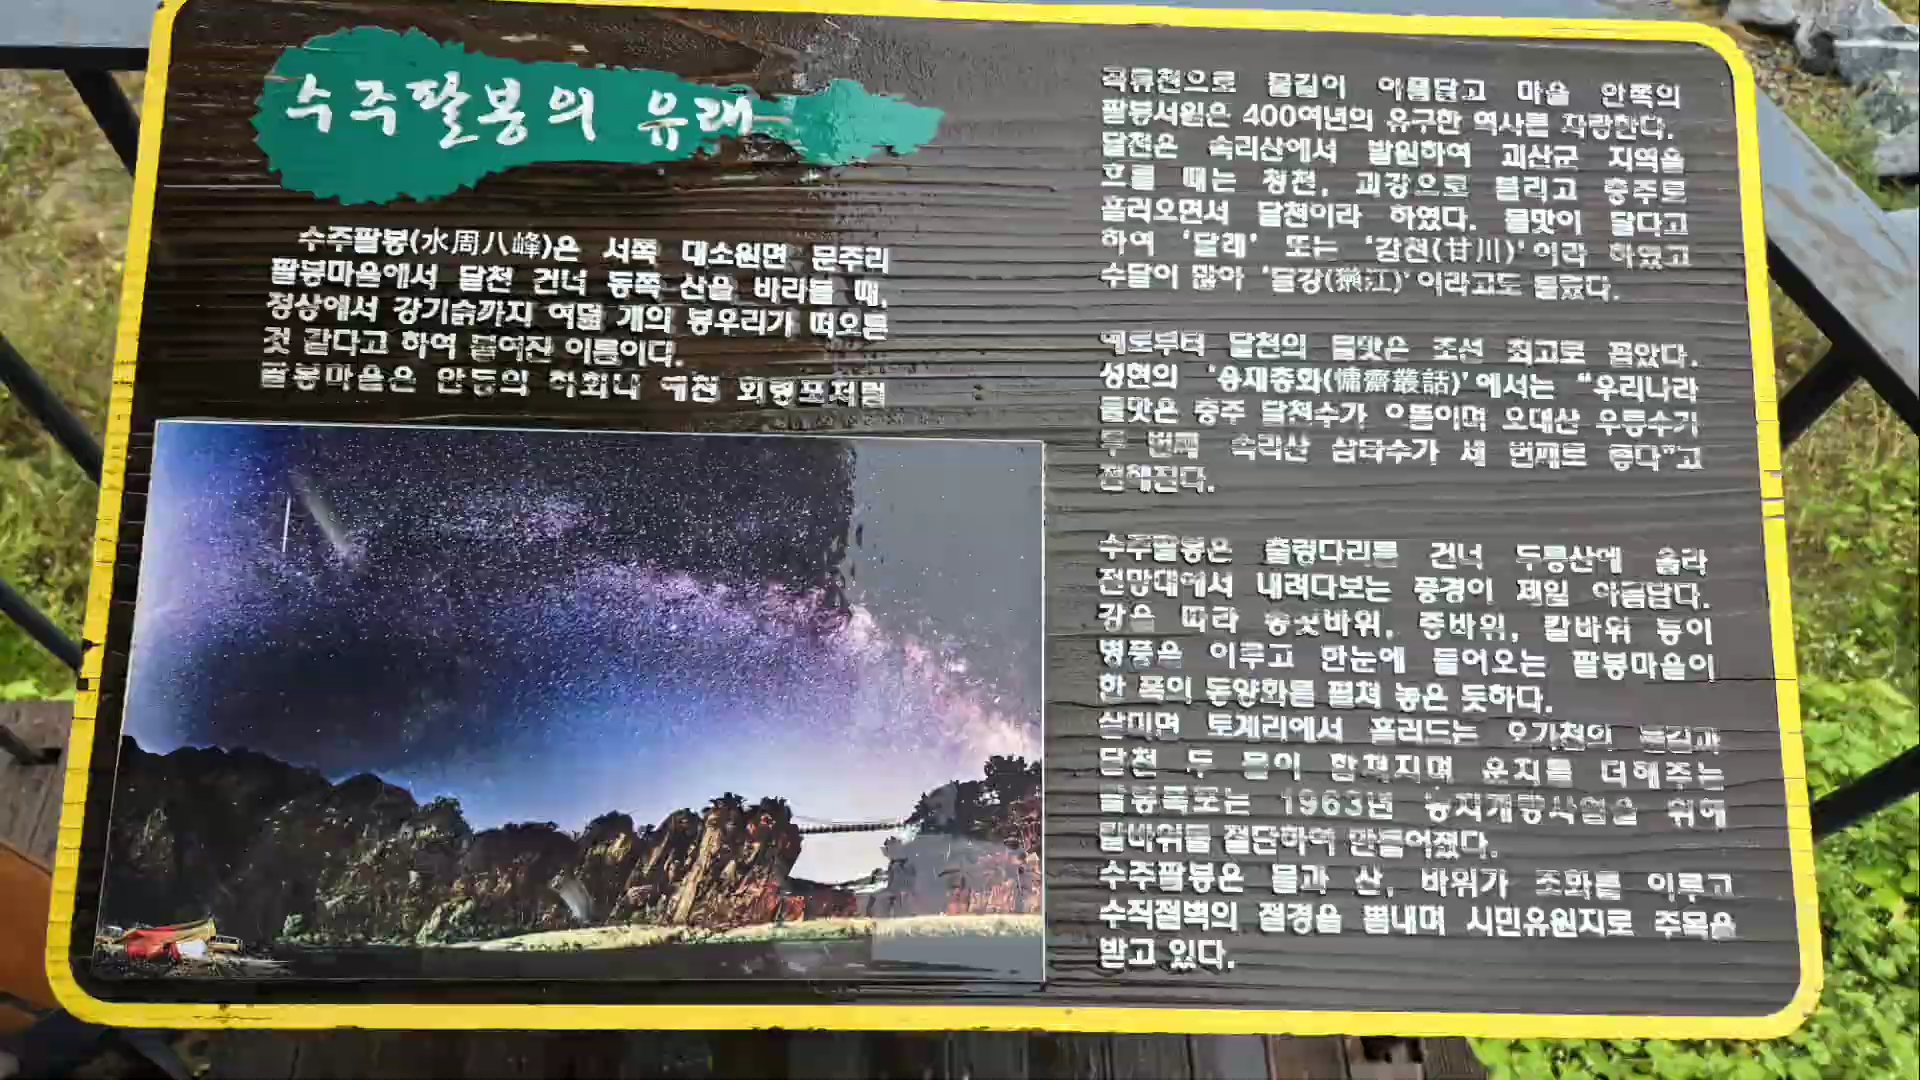 수주팔봉의 유래
수주팔봉(水周八峰)은 서쪽 대소원면 문주리
팔봉마을에서 달천 건너 동쪽 산을 바라볼 때,
정상에서 강기슭까지 여덟 개의 봉우리가 떠오른
것 같다고 하여 붙여진 이름이다.
팔봉마을은 안동의 하회나 예천 회룡포처럼
곡류천으로 물길이 아름답고 마을 안쪽의
팔봉서원은 400여년의 유구한 역사를 자랑한다.
달천은 속리산에서 발원하여 괴산군 지역을
흐를 때는 청천, 괴강으로 불리고 충주로
흘러오면서 달천이라 하였다. 물맛이 달다고
하여 '달래' 또는 '감천(甘川)'이라 하였고
수달이 많아 '달강(獺江)'이라고도 불렀다.
예로부터 달천의 물맛은 조선 최고로 꼽았다.
성현의 '용재총화(慵齋叢話)'에서는 "우리나라
물맛은 충주 달천수가 으뜸이며 오대산 우통수가
두 번째 속리산 삼타수가 세 번째로 좋다"고
전해진다.
수주팔봉은 출렁다리를 건너 두룽산에 올라
전망대에서 내려다보는 풍경이 제일 아름답다.
강을 따라 송곳바위, 중바위, 칼바위 등이
병풍을 이루고 한눈에 들어오는 팔봉마을이
한 폭의 동양화를 펼쳐 놓은 듯하다.
살미면 토계리에서 흘러드는 오가천의 물길과
달천 두 물이 합쳐지며 운치를 더해주는
팔봉폭포는 1963년 농지개량사업을 위해
칼바위를 절단하여 만들어졌다.
수주팔봉은 물과 산, 바위가 조화를 이루고
수직절벽의 절경을 뽐내며 시민유원지로 주목을
받고 있다.